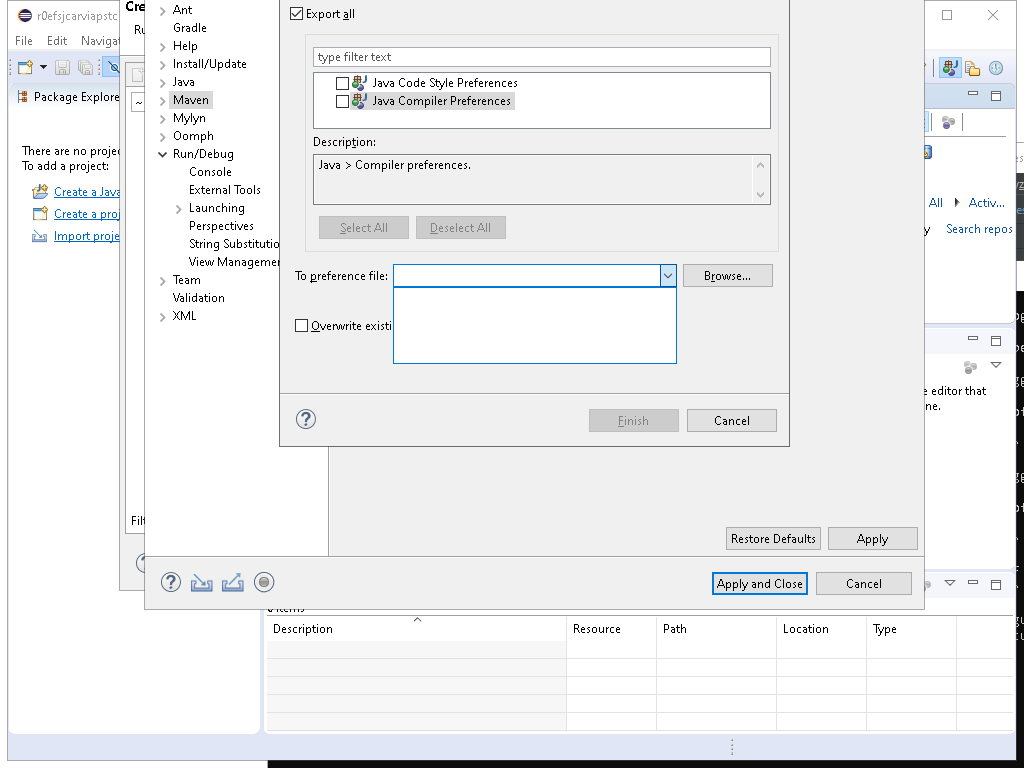 r0efsjcarviapstc
File Edit Navigat
Package Explore
There are no projec
To add a project:
Create a Java
Create a proj
Import proje
Cre
Ru
~
Filt
Ant
Gradle
Help
Install/Update
Java
Maven
Mylyn
Oomph
Run/Debug
Console
External Tools
Launching
Perspectives
String Substitutio
View Managemen
Team
Validation
XML
Export all
type filter text
Java Code Style Preferences
Java Compiler Preferences
Description:
Java > Compiler preferences.
Select All Deselect All
To preference file: Browse...
Overwrite existi
Finish Cancel
Restore Defaults Apply
Apply and Close Cancel
All Activ...
Search repos
e editor that
ne.
Description Resource Path Location Type